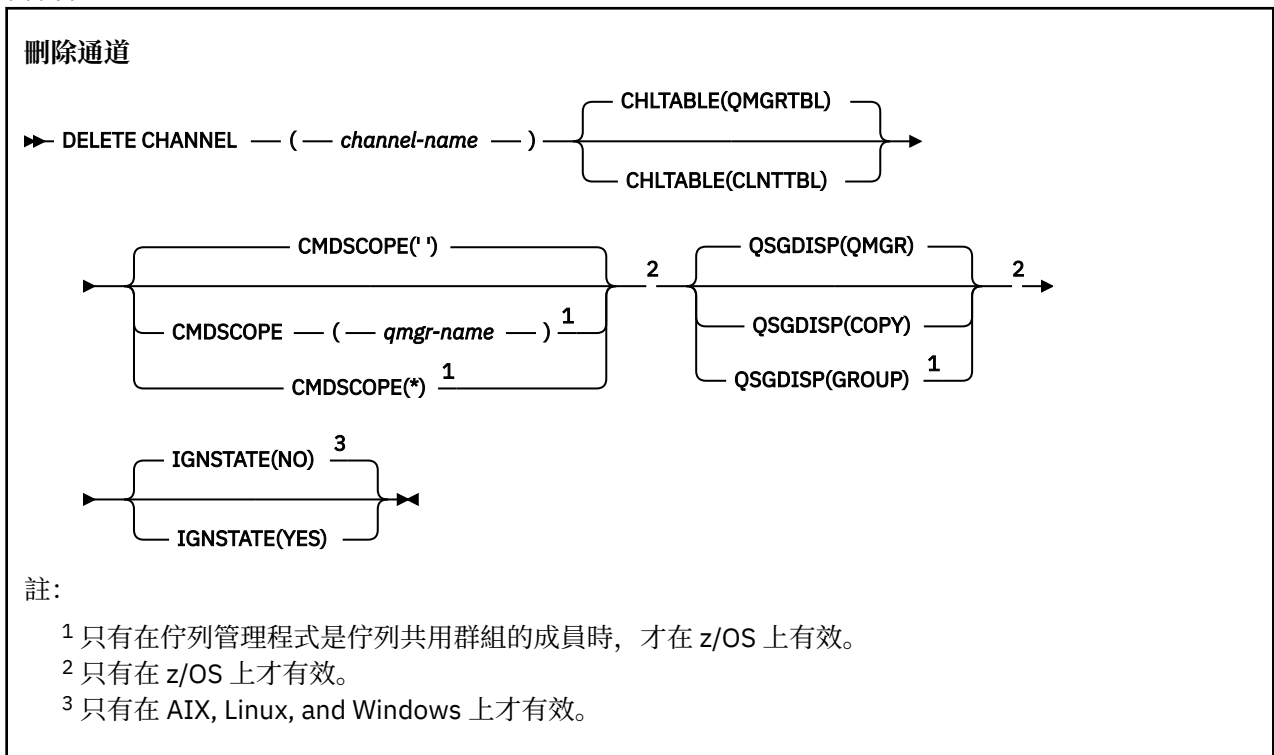 刪除通道
CHLTABLE(QMGRTBL)
DELETE CHANNEL ( channel-name )
CHLTABLE(CLNTTBL)
CMDSCOPE(' ') 2 QSGDISP(QMGR) 2
CMDSCOPE ( qmgr-name ) 1 QSGDISP(COPY)
CMDSCOPE(*) 1 QSGDISP(GROUP) 1
IGNSTATE(NO) 3
IGNSTATE(YES)
註:
1 只有在佇列管理程式是佇列共用群組的成員時，才在 z/OS 上有效。
2 只有在 z/OS 上才有效。
3 只有在 AIX, Linux, and Windows 上才有效。